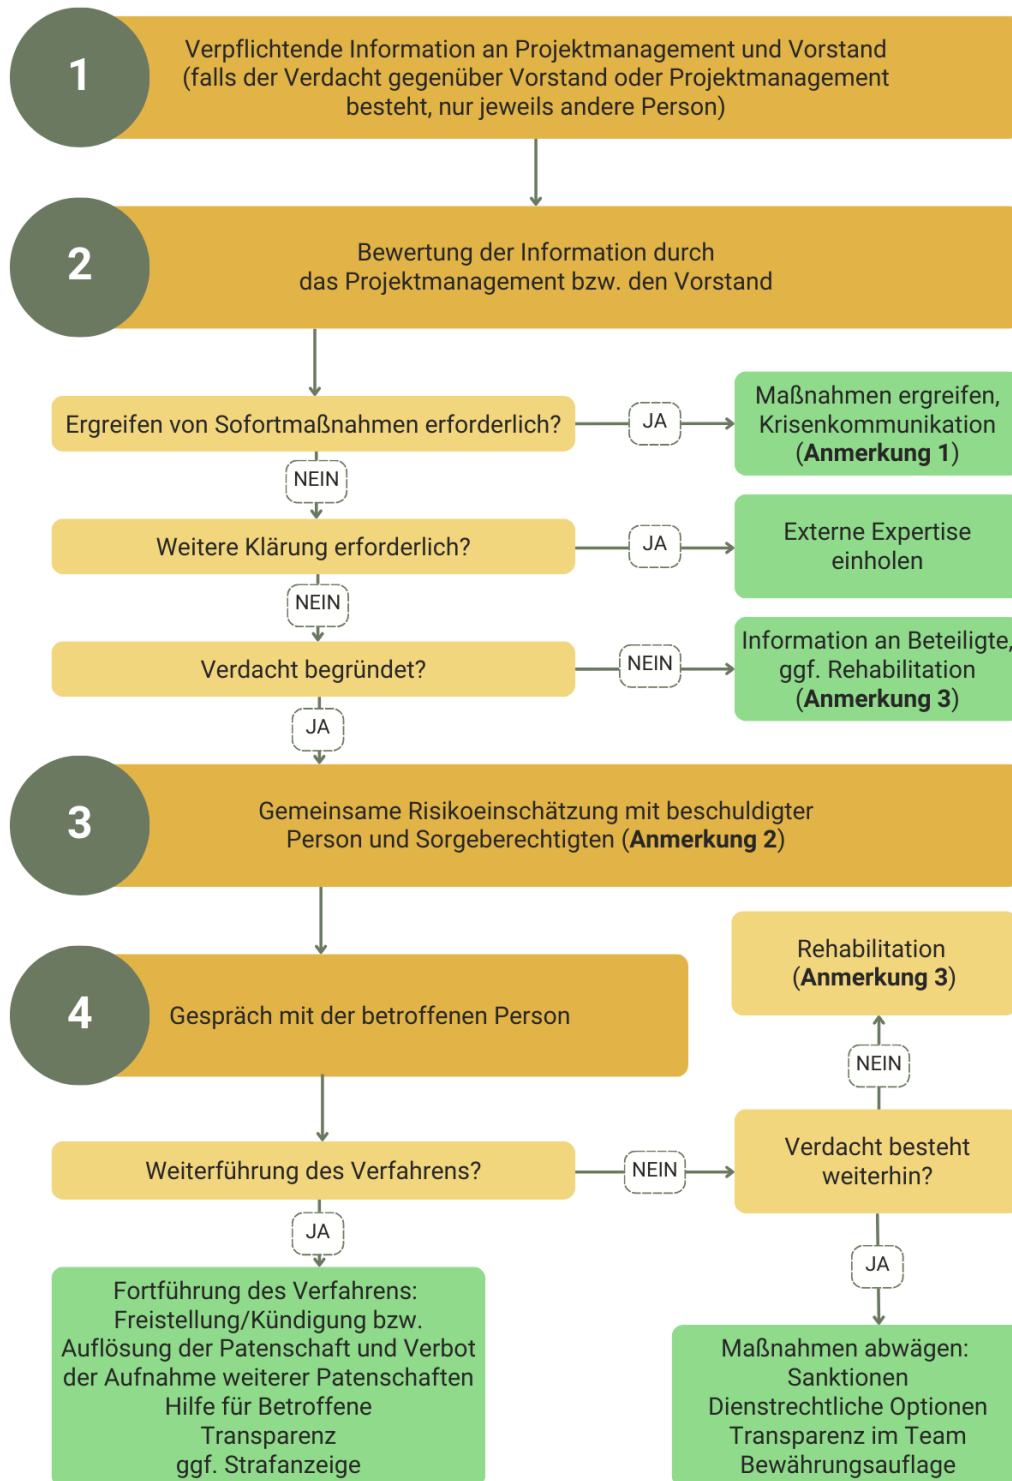 1
Verpflichtende Information an Projektmanagement und Vorstand
(falls der Verdacht gegenüber Vorstand oder Projektmanagement
besteht, nur jeweils andere Person)
2
Bewertung der Information durch
das Projektmanagement bzw. den Vorstand
Ergreifen von Sofortmaßnahmen erforderlich?
JA
Maßnahmen ergreifen,
Krisenkommunikation
(Anmerkung 1)
NEIN
Weitere Klärung erforderlich?
JA
Externe Expertise
einholen
NEIN
Verdacht begründet?
NEIN
Information an Beteiligte,
ggf. Rehabilitation
(Anmerkung 3)
JA
3
Gemeinsame Risikoeinschätzung mit beschuldigter
Person und Sorgeberechtigten (Anmerkung 2)
4
Gespräch mit der betroffenen Person
Rehabilitation
(Anmerkung 3)
NEIN
Weiterführung des Verfahrens?
NEIN
Verdacht besteht
weiterhin?
JA
JA
Fortführung des Verfahrens:
Freistellung/Kündigung bzw.
Auflösung der Patenschaft und Verbot
der Aufnahme weiterer Patenschaften
Hilfe für Betroffene
Transparenz
ggf. Strafanzeige
Maßnahmen abwägen:
Sanktionen
Dienstrechtliche Optionen
Transparenz im Team
Bewährungsauflage